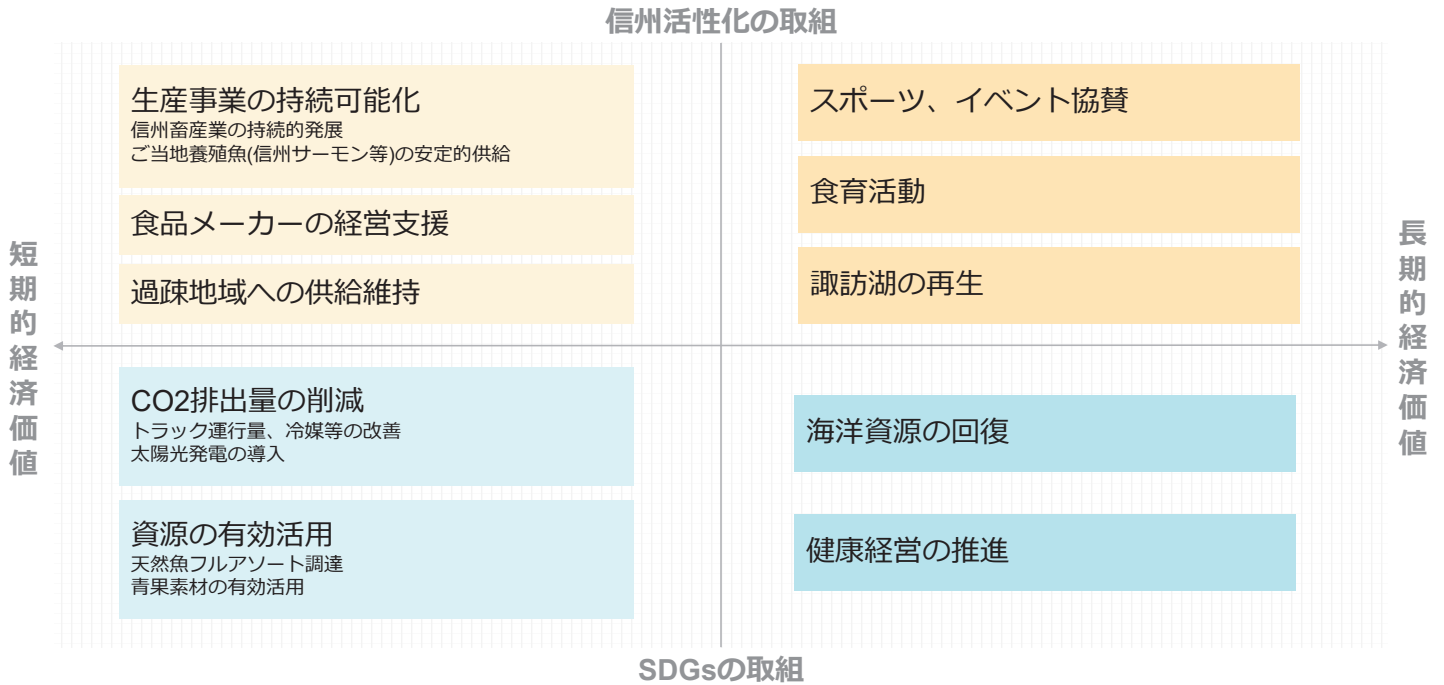 信州活性化の取組
生産事業の持続可能化
信州畜産業の持続的発展
ご当地養殖魚(信州サーモン等)の安定的供給
食品メーカーの経営支援
過疎地域への供給維持
スポーツ、イベント協賛
食育活動
諏訪湖の再生
短期的経済価値
長期的経済価値
CO2排出量の削減
トラック運行量、冷媒等の改善
太陽光発電の導入
資源の有効活用
天然魚フルアソート調達
青果素材の有効活用
海洋資源の回復
健康経営の推進
SDGsの取組